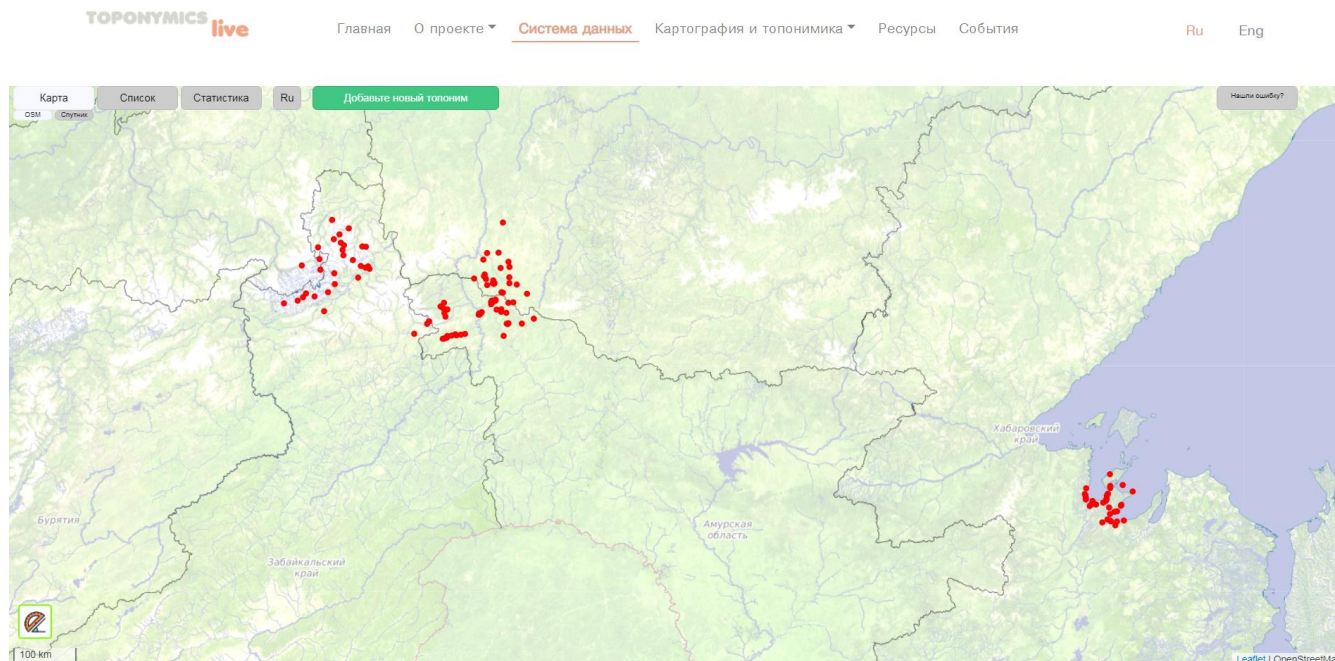 TOPONYMICS
live
Главная О проекте Система данных Картография и топонимика Ресурсы События Ru Eng
Карта Список Статистика Ru Добавьте новый топоним Нашли ошибку?
OSM Спутник
Хабаровский
край
Бурятия
Амурская
область
Забайкальский
край
100 km
Leaflet | OpenStreetMa